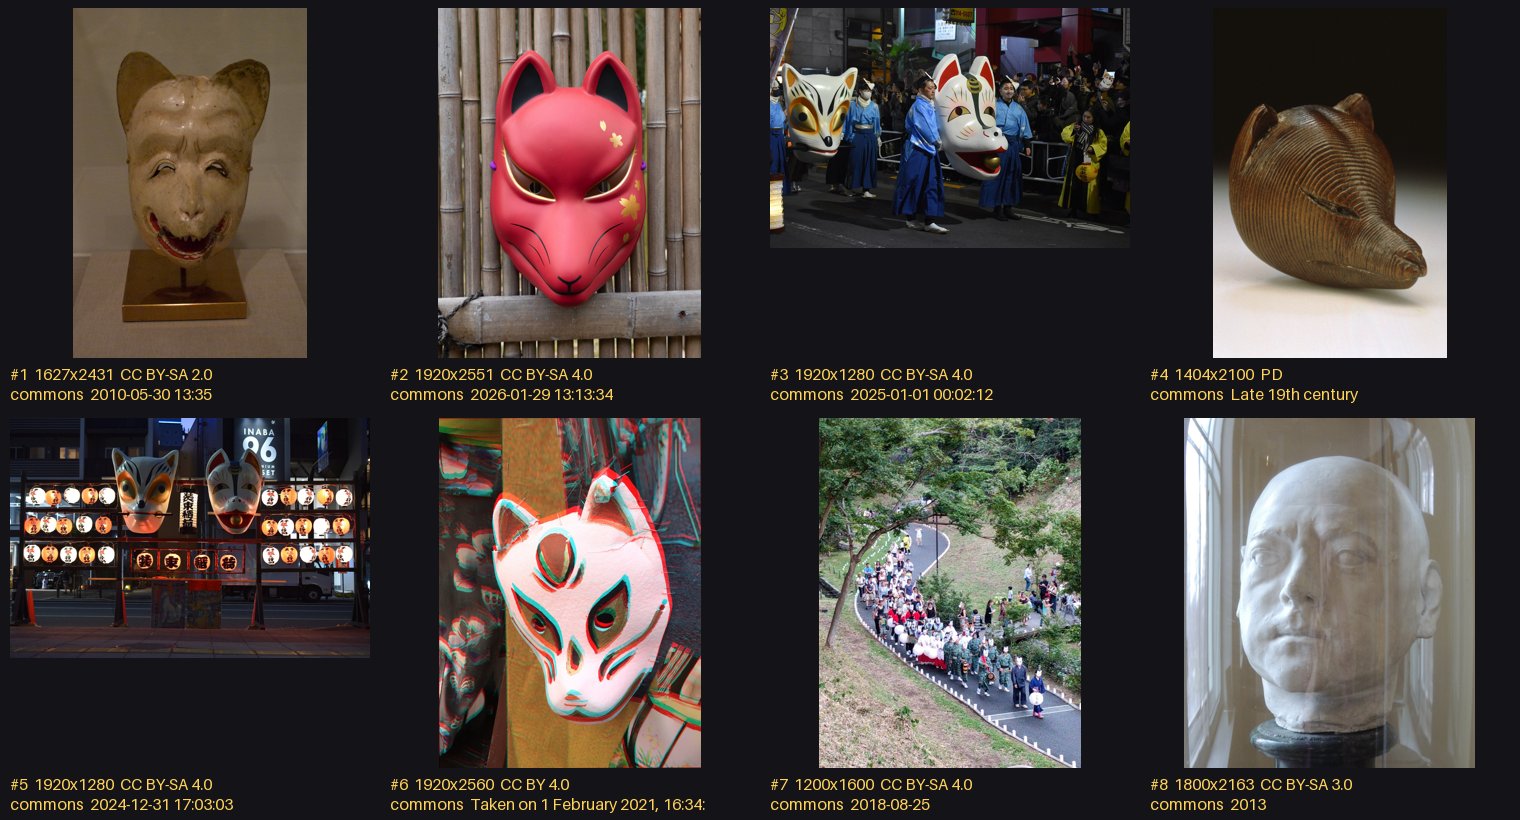 #1 1627x2431 CC BY-SA 2.0
commons 2010-05-30 13:35
#2 1920x2551 CC BY-SA 4.0
commons 2026-01-29 13:13:34
#3 1920x1280 CC BY-SA 4.0
commons 2025-01-01 00:02:12
#4 1404x2100 PD
commons Late 19th century
INABA
96
#5 1920x1280 CC BY-SA 4.0
commons 2024-12-31 17:03:03
#6 1920x2560 CC BY 4.0
commons Taken on 1 February 2021, 16:34:
#7 1200x1600 CC BY-SA 4.0
commons 2018-08-25
#8 1800x2163 CC BY-SA 3.0
commons 2013